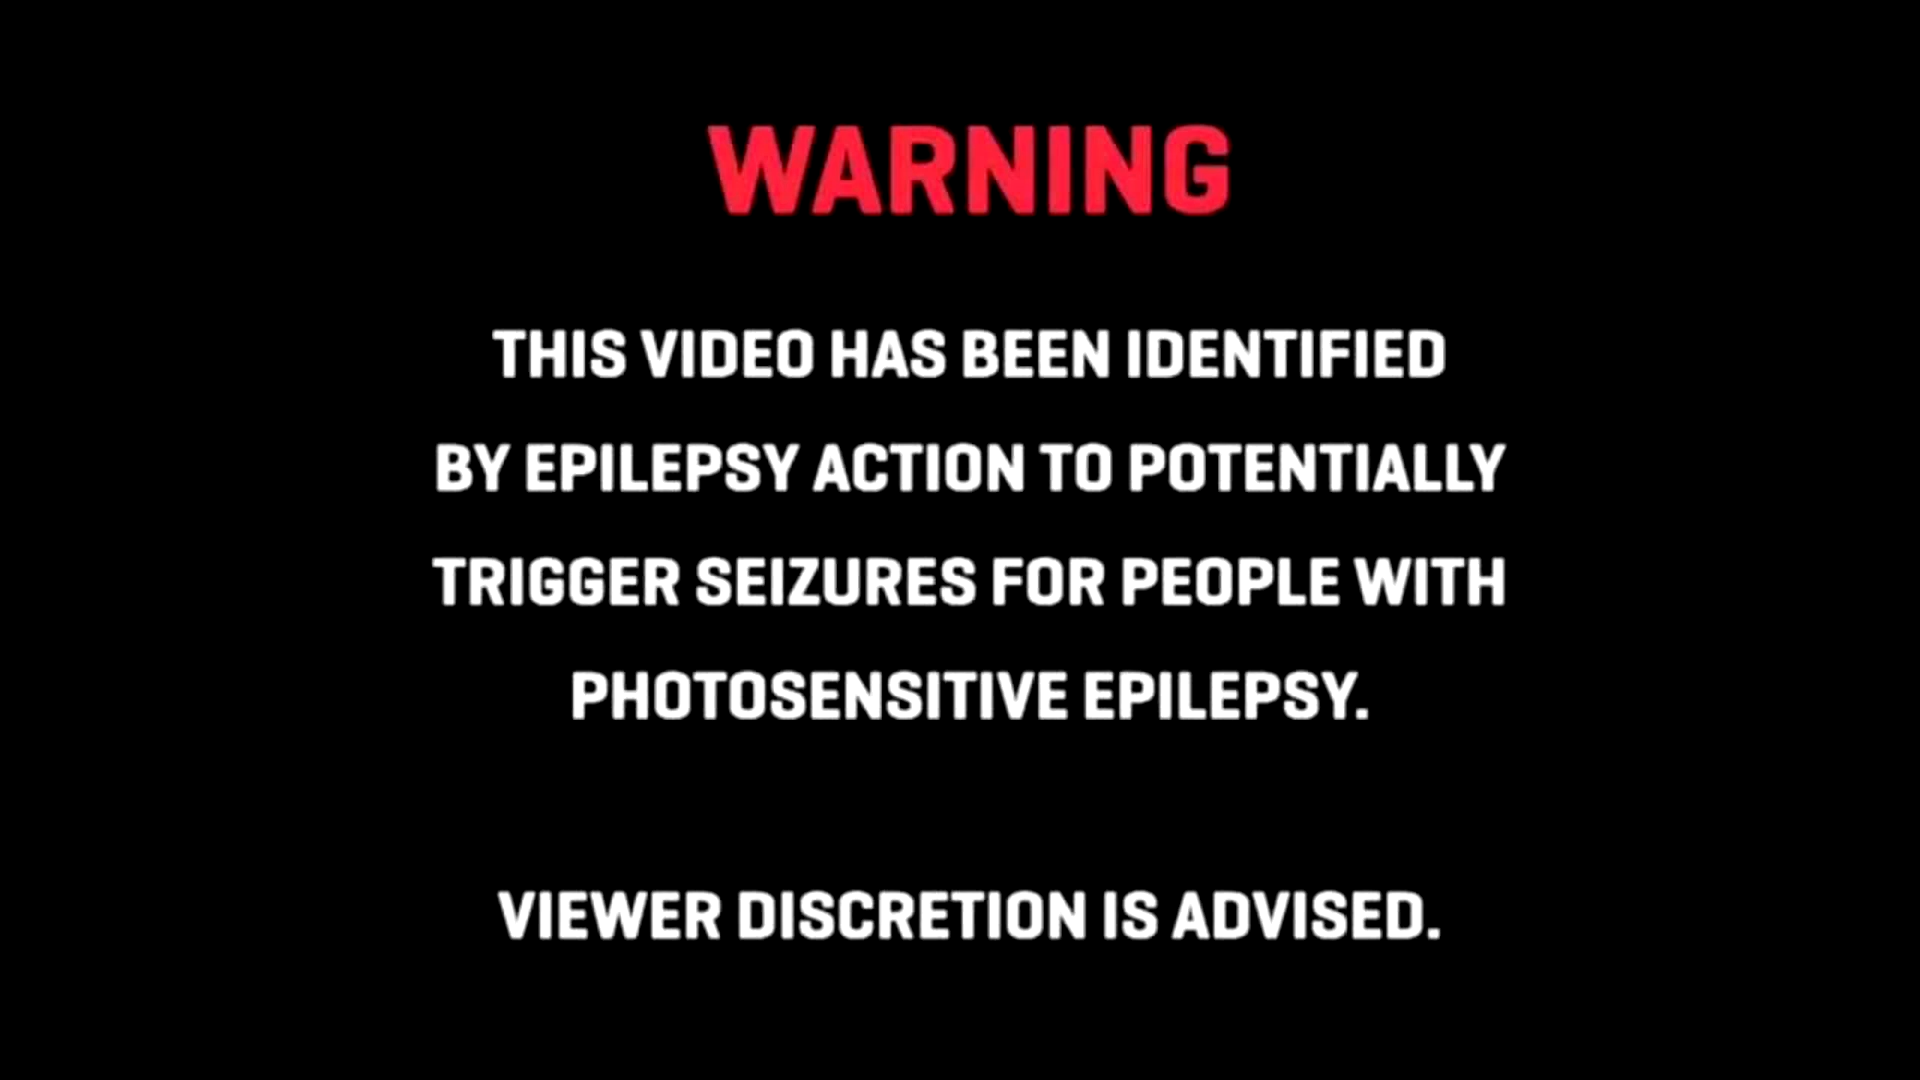 WARNING
THIS VIDEO HAS BEEN IDENTIFIED
BY EPILEPSY ACTION TO POTENTIALLY
TRIGGER SEIZURES FOR PEOPLE WITH
PHOTOSENSITIVE EPILEPSY.
VIEWER DISCRETION IS ADVISED.